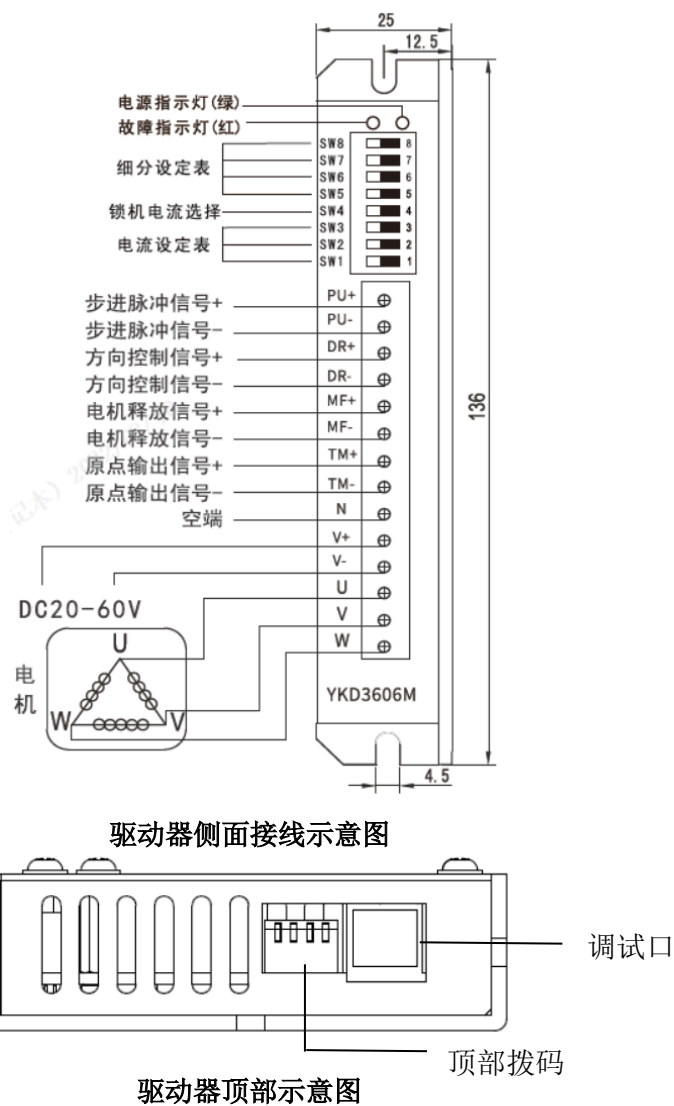 25
12.5
电源指示灯(绿)
故障指示灯(红)
细分设定表
锁机电流选择
电流设定表
SW8
SW7
SW6
SW5
SW4
SW3
SW2
SW1
8
7
6
5
4
3
2
1
步进脉冲信号+
步进脉冲信号-
方向控制信号+
方向控制信号-
电机释放信号+
电机释放信号-
原点输出信号+
原点输出信号-
空端
PU+
PU-
DR+
DR-
MF+
MF-
TM+
TM-
N
V+
V-
U
V
W
136
DC20-60V
电机
U
W
V
YKD3606M
4.5
驱动器侧面接线示意图
调试口
顶部拨码
驱动器顶部示意图